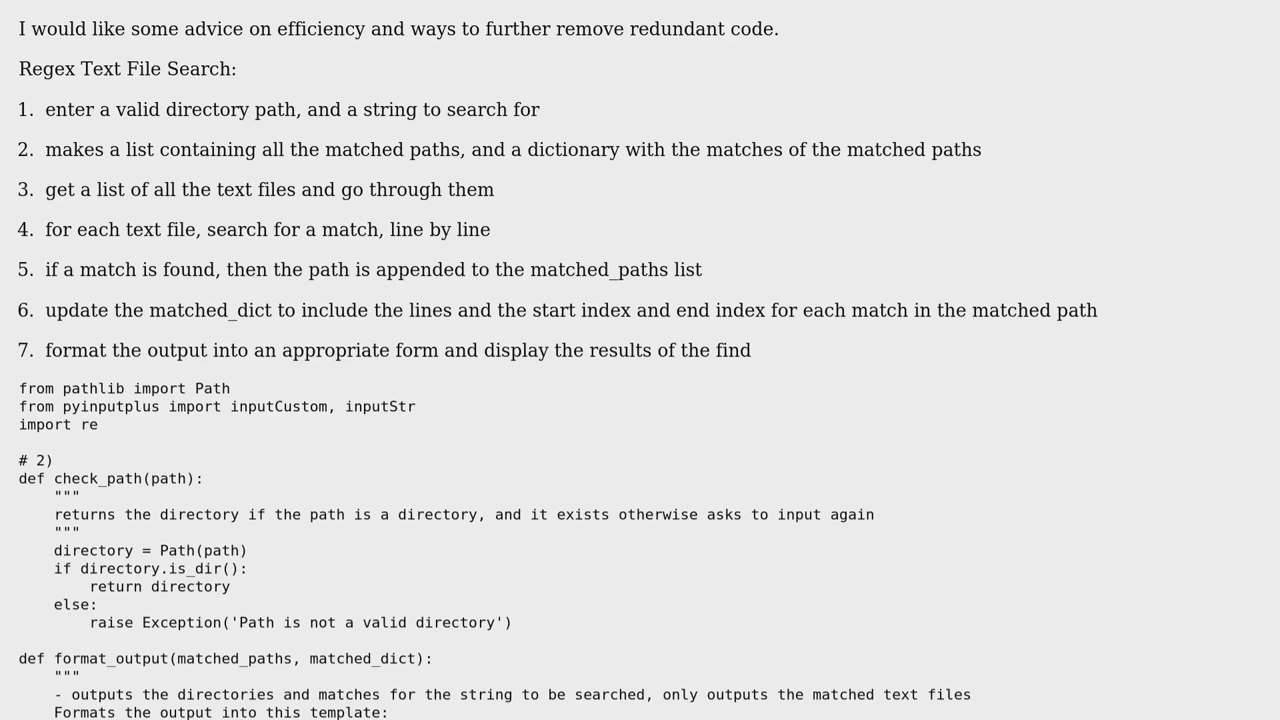 I would like some advice on efficiency and ways to further remove redundant code.
Regex Text File Search:
1. enter a valid directory path, and a string to search for
2. makes a list containing all the matched paths, and a dictionary with the matches of the matched paths
3. get a list of all the text files and go through them
4. for each text file, search for a match, line by line
5. if a match is found, then the path is appended to the matched_paths list
6. update the matched_dict to include the lines and the start index and end index for each match in the matched path
7. format the output into an appropriate form and display the results of the find
from pathlib import Path
from pyinputplus import inputCustom, inputStr
import re
# 2)
def check_path(path):
    """
    returns the directory if the path is a directory, and it exists otherwise asks to input again
    """
    directory = Path(path)
    if directory.is_dir():
        return directory
    else:
        raise Exception('Path is not a valid directory')
def format_output(matched_paths, matched_dict):
    """
    - outputs the directories and matches for the string to be searched, only outputs the matched text files
    Formats the output into this template: